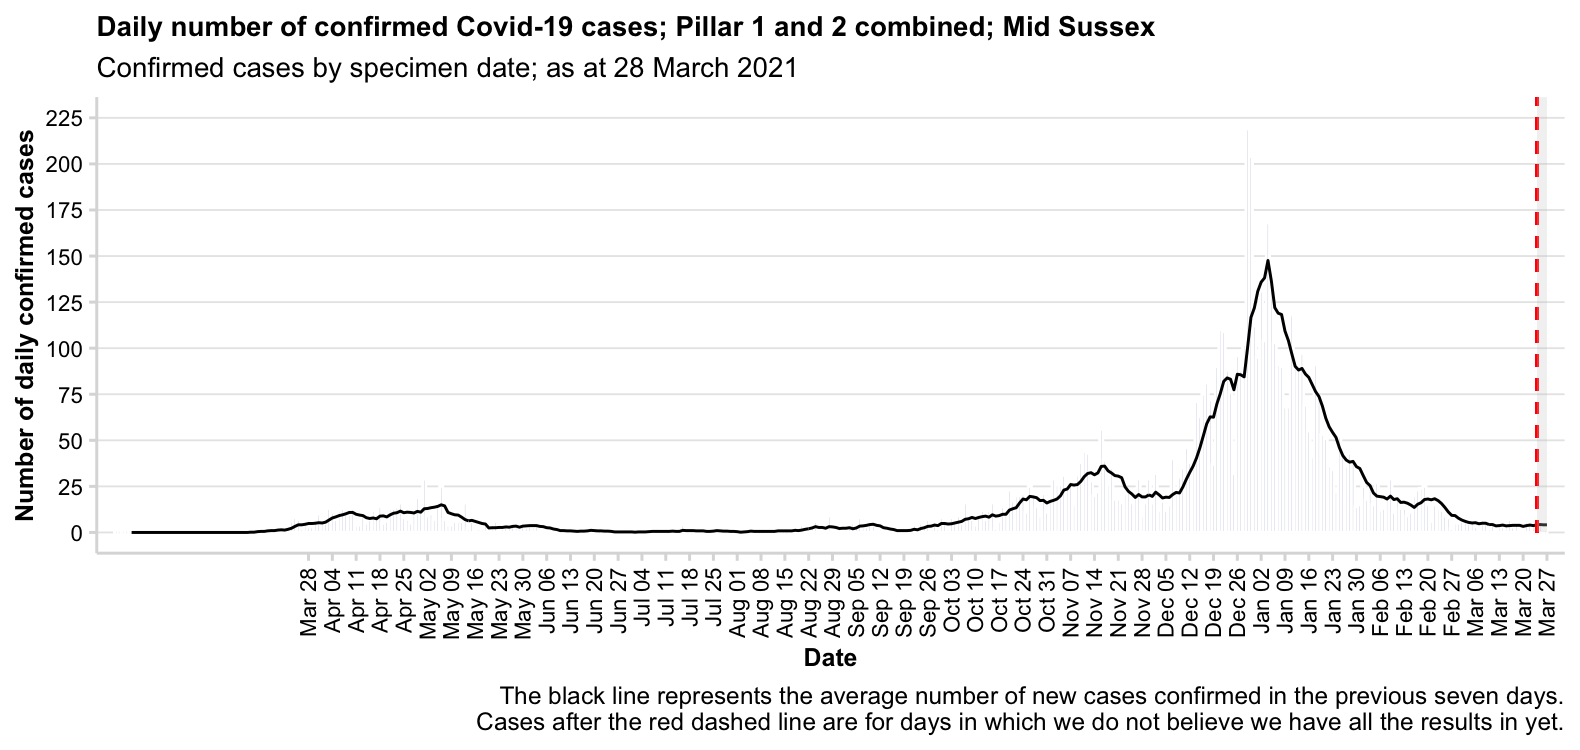 Daily number of confirmed Covid-19 cases; Pillar 1 and 2 combined; Mid Sussex
Confirmed cases by specimen date; as at 28 March 2021
Number of daily confirmed cases
225
200
175
150
125
100
75
50
25
0
Mar 28
Apr 04
Apr 11
Apr 18
Apr 25
May 02
May 09
May 16
May 23
May 30
Jun 06
Jun 13
Jun 20
Jun 27
Jul 04
Jul 11
Jul 18
Jul 25
Aug 01
Aug 08
Aug 15
Aug 22
Aug 29
Sep 05
Sep 12
Sep 19
Sep 26
Oct 03
Oct 10
Oct 17
Oct 24
Oct 31
Nov 07
Nov 14
Nov 21
Nov 28
Dec 05
Dec 12
Dec 19
Dec 26
Jan 02
Jan 09
Jan 16
Jan 23
Jan 30
Feb 06
Feb 13
Feb 20
Feb 27
Mar 06
Mar 13
Mar 20
Mar 27
Date
The black line represents the average number of new cases confirmed in the previous seven days.
Cases after the red dashed line are for days in which we do not believe we have all the results in yet.